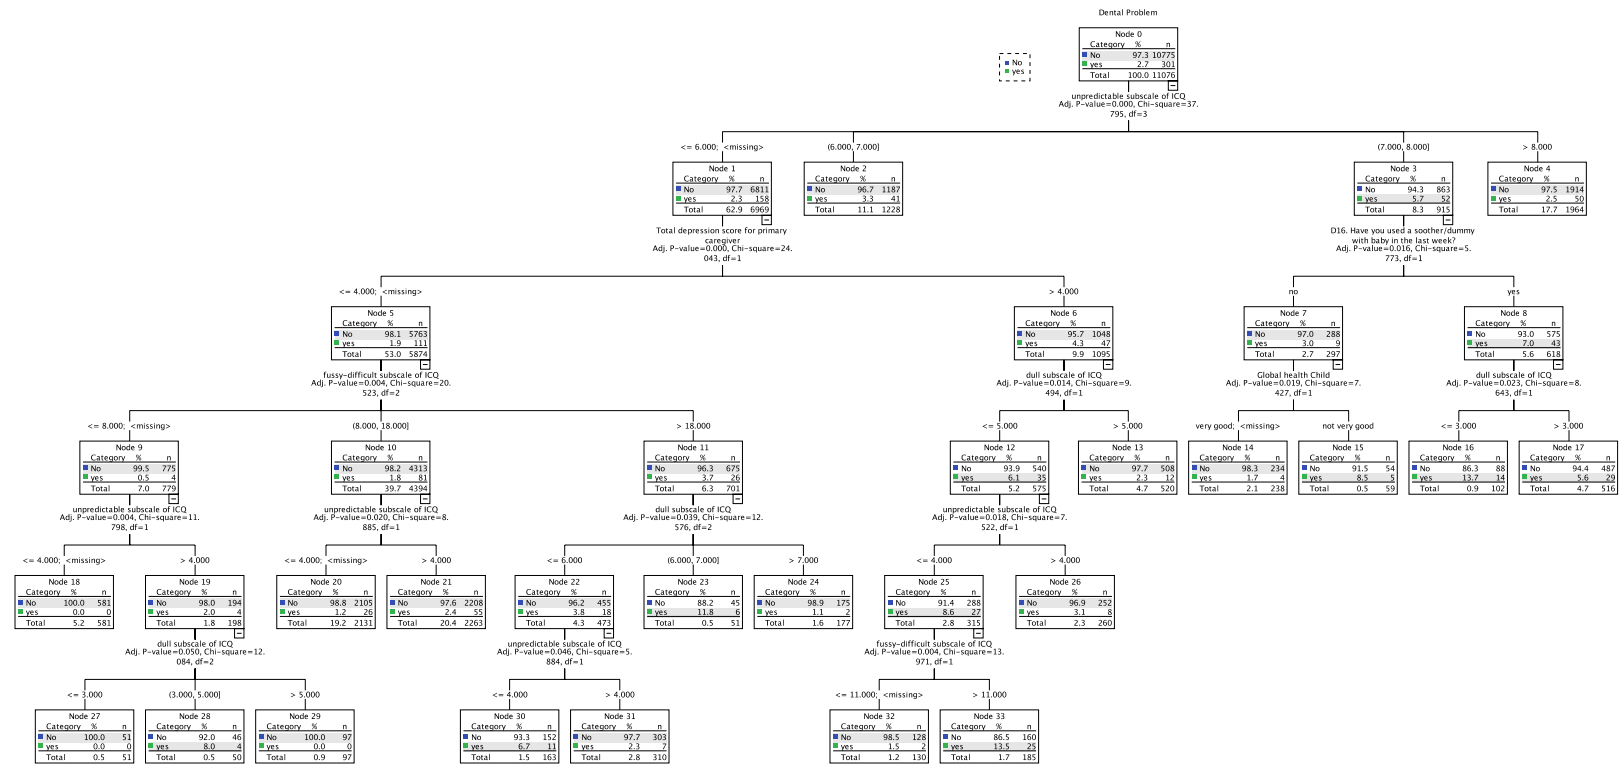 Dental Problem
Node 0
Category % n
No 97.3 10775
yes 2.7 301
Total 100.0 11076
No
yes
unpredictable subscale of ICQ
Adj. P-value=0.000, Chi-square=37.
795, df=3
<= 6.000; <missing>
(6.000, 7.000]
(7.000, 8.000]
> 8.000
Node 1
Category % n
No 97.7 6811
yes 2.3 158
Total 62.9 6969
Node 2
Category % n
No 96.7 1187
yes 3.3 41
Total 11.1 1228
Node 3
Category % n
No 94.3 863
yes 5.7 52
Total 8.3 915
Node 4
Category % n
No 97.5 1914
yes 2.5 50
Total 17.7 1964
Total depression score for primary
caregiver
Adj. P-value=0.000, Chi-square=24.
043, df=1
D16. Have you used a soother/dummy
with baby in the last week?
Adj. P-value=0.016, Chi-square=5.
773, df=1
<= 4.000; <missing>
> 4.000
no
yes
Node 5
Category % n
No 98.1 5763
yes 1.9 111
Total 53.0 5874
Node 6
Category % n
No 95.7 1048
yes 4.3 47
Total 9.9 1095
Node 7
Category % n
No 97.0 288
yes 3.0 9
Total 2.7 297
Node 8
Category % n
No 93.0 575
yes 7.0 43
Total 5.6 618
fussy-difficult subscale of ICQ
Adj. P-value=0.004, Chi-square=20.
523, df=2
dull subscale of ICQ
Adj. P-value=0.014, Chi-square=9.
494, df=1
Global health Child
Adj. P-value=0.019, Chi-square=7.
427, df=1
dull subscale of ICQ
Adj. P-value=0.023, Chi-square=8.
643, df=1
<= 8.000; <missing>
(8.000, 18.000]
> 18.000
<= 5.000
> 5.000
very good; <missing>
not very good
<= 3.000
> 3.000
Node 9
Category % n
No 99.5 775
yes 0.5 4
Total 7.0 779
Node 10
Category % n
No 98.2 4313
yes 1.8 81
Total 39.7 4394
Node 11
Category % n
No 96.3 675
yes 3.7 26
Total 6.3 701
Node 12
Category % n
No 93.9 540
yes 6.1 35
Total 5.2 575
Node 13
Category % n
No 97.7 508
yes 2.3 12
Total 4.7 520
Node 14
Category % n
No 98.3 234
yes 1.7 4
Total 2.1 238
Node 15
Category % n
No 91.5 54
yes 8.5 5
Total 0.5 59
Node 16
Category % n
No 86.3 88
yes 13.7 14
Total 0.9 102
Node 17
Category % n
No 94.4 487
yes 5.6 29
Total 4.7 516
unpredictable subscale of ICQ
Adj. P-value=0.004, Chi-square=11.
798, df=1
unpredictable subscale of ICQ
Adj. P-value=0.020, Chi-square=8.
885, df=1
dull subscale of ICQ
Adj. P-value=0.039, Chi-square=12.
576, df=2
unpredictable subscale of ICQ
Adj. P-value=0.018, Chi-square=7.
522, df=1
<= 4.000; <missing>
> 4.000
<= 4.000; <missing>
> 4.000
<= 6.000
(6.000, 7.000]
> 7.000
<= 4.000
> 4.000
Node 18
Category % n
No 100.0 581
yes 0.0 0
Total 5.2 581
Node 19
Category % n
No 98.0 194
yes 2.0 4
Total 1.8 198
Node 20
Category % n
No 98.8 2105
yes 1.2 26
Total 19.2 2131
Node 21
Category % n
No 97.6 2208
yes 2.4 55
Total 20.4 2263
Node 22
Category % n
No 96.2 455
yes 3.8 18
Total 4.3 473
Node 23
Category % n
No 88.2 45
yes 11.8 6
Total 0.5 51
Node 24
Category % n
No 98.9 175
yes 1.1 2
Total 1.6 177
Node 25
Category % n
No 91.4 288
yes 8.6 27
Total 2.8 315
Node 26
Category % n
No 96.9 252
yes 3.1 8
Total 2.3 260
dull subscale of ICQ
Adj. P-value=0.050, Chi-square=12.
084, df=2
unpredictable subscale of ICQ
Adj. P-value=0.046, Chi-square=5.
884, df=1
fussy-difficult subscale of ICQ
Adj. P-value=0.004, Chi-square=13.
971, df=1
<= 3.000
(3.000, 5.000]
> 5.000
<= 4.000
> 4.000
<= 11.000; <missing>
> 11.000
Node 27
Category % n
No 100.0 51
yes 0.0 0
Total 0.5 51
Node 28
Category % n
No 92.0 46
yes 8.0 4
Total 0.5 50
Node 29
Category % n
No 100.0 97
yes 0.0 0
Total 0.9 97
Node 30
Category % n
No 93.3 152
yes 6.7 11
Total 1.5 163
Node 31
Category % n
No 97.7 303
yes 2.3 7
Total 2.8 310
Node 32
Category % n
No 98.5 128
yes 1.5 2
Total 1.2 130
Node 33
Category % n
No 86.5 160
yes 13.5 25
Total 1.7 185